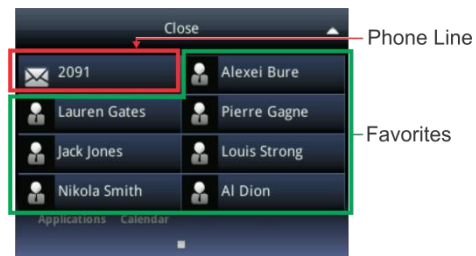 Close
Phone Line
2091
Alexei Bure
Lauren Gates
Pierre Gagne
Favorites
Jack Jones
Louis Strong
Nikola Smith
Al Dion
Applications Calendar